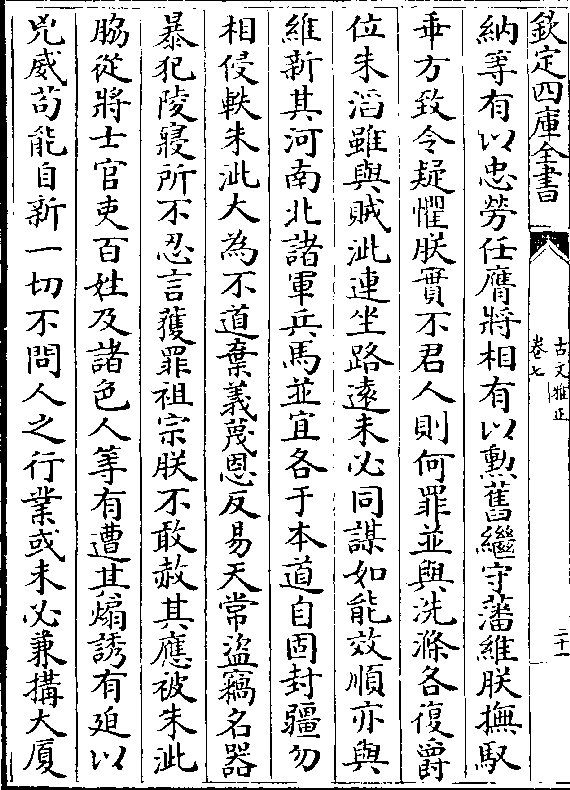 欽定四庫全書
古文雅正
卷七
二十一
納等有以忠勞任膺將相有以勲舊繼守藩維朕撫馭
乖方致令疑懼朕實不君人則何罪並與洗滌各復爵
位朱滔雖與賊泚連坐路逺未必同謀如能效順亦與
維新其河南北諸軍兵馬並宜各于本道自固封疆勿
相侵軼朱泚大為不道棄義蔑恩反易天常盜竊名器
暴犯陵寢所不忍言獲罪祖宗朕不敢赦其應被朱泚
脇從將士官吏百姓及諸色人等有遭其煽誘有廹以
兇威苟能自新一切不問人之行業或未必兼搆大厦